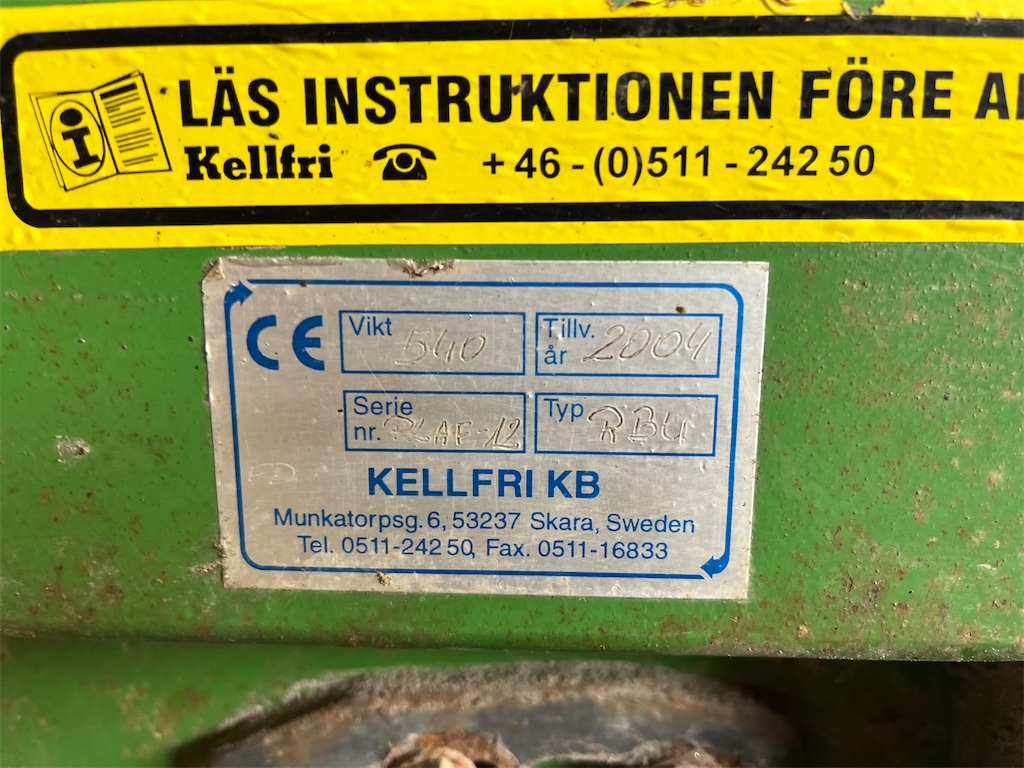 LÄS INSTRUKTIONEN FÖRE
Kellfri + 46 - (0)511 - 242 50
CE
Vikt 540
Tillv. år 2004
Serie nr.
Typ
KELLFRI KB
Munkatorpsg. 6, 53237 Skara, Sweden
Tel. 0511-242 50, Fax. 0511-16833